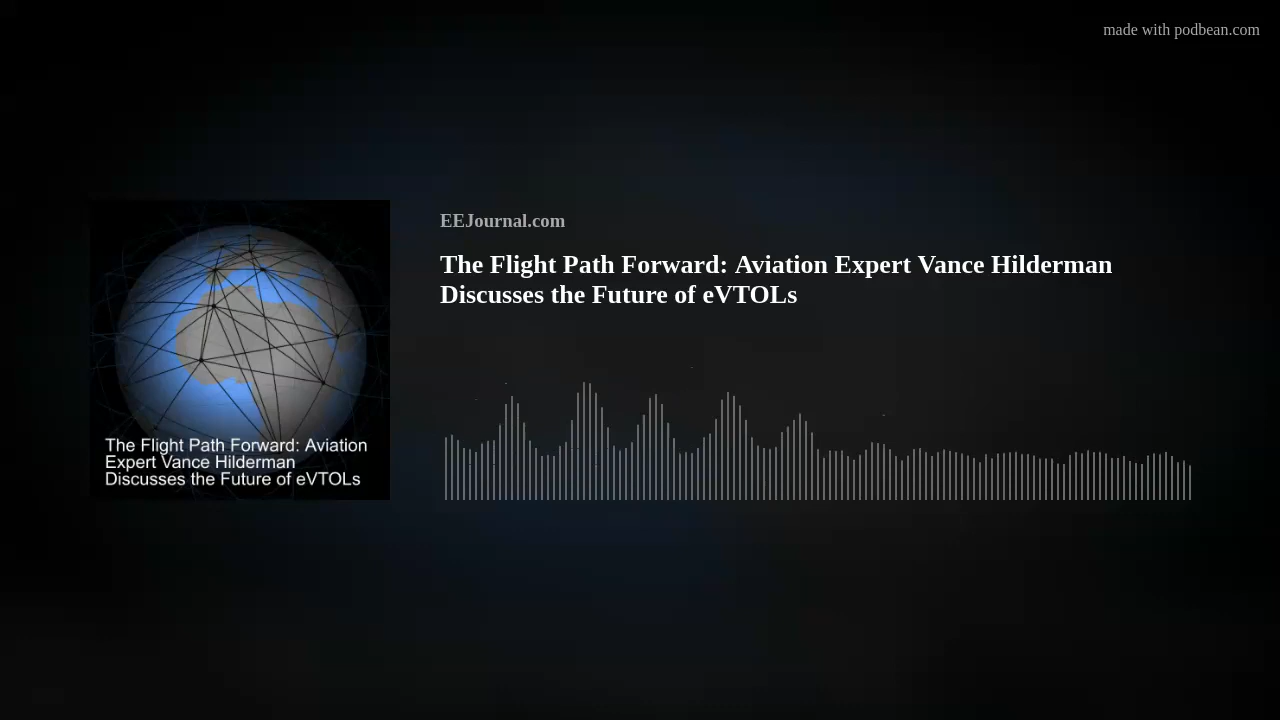 made with podbean.com
EEJournal.com
The Flight Path Forward: Aviation Expert Vance Hilderman
Discusses the Future of eVTOLs
The Flight Path Forward: Aviation
Expert Vance Hilderman
Discusses the Future of eVTOLs